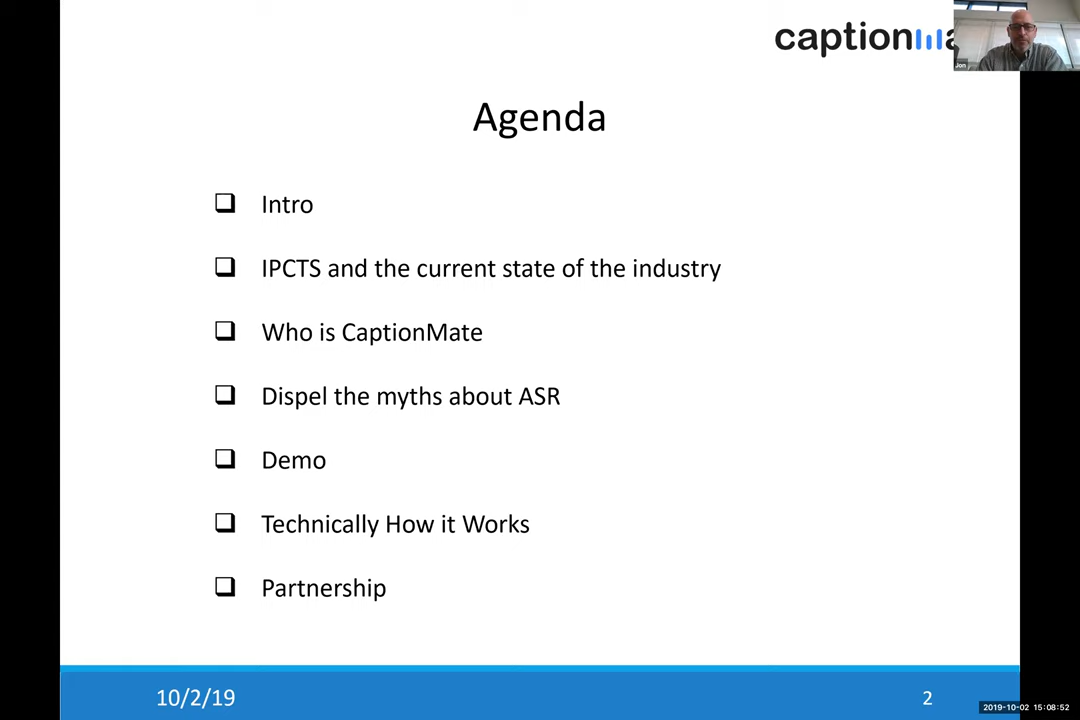 captionma
Jon
Agenda
Intro
IPCTS and the current state of the industry
Who is CaptionMate
Dispel the myths about ASR
Demo
Technically How it Works
Partnership
10/2/19
2
2019-10-02 15:08:52